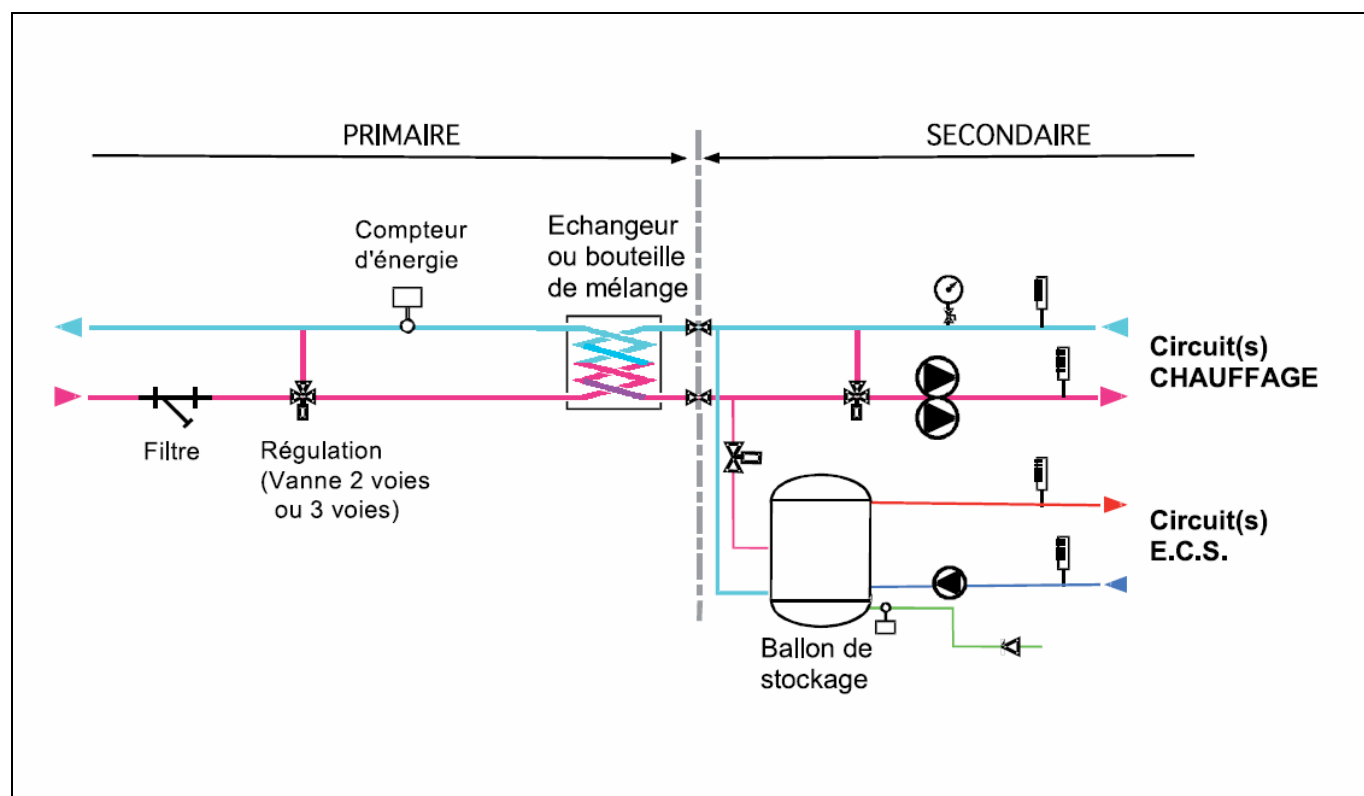 PRIMAIRE
SECONDAIRE
Compteur
d'énergie
Echangeur
ou bouteille
de mélange
Circuit(s)
CHAUFFAGE
Filtre
Régulation
(Vanne 2 voies
ou 3 voies)
Circuit(s)
E.C.S.
Ballon de
stockage